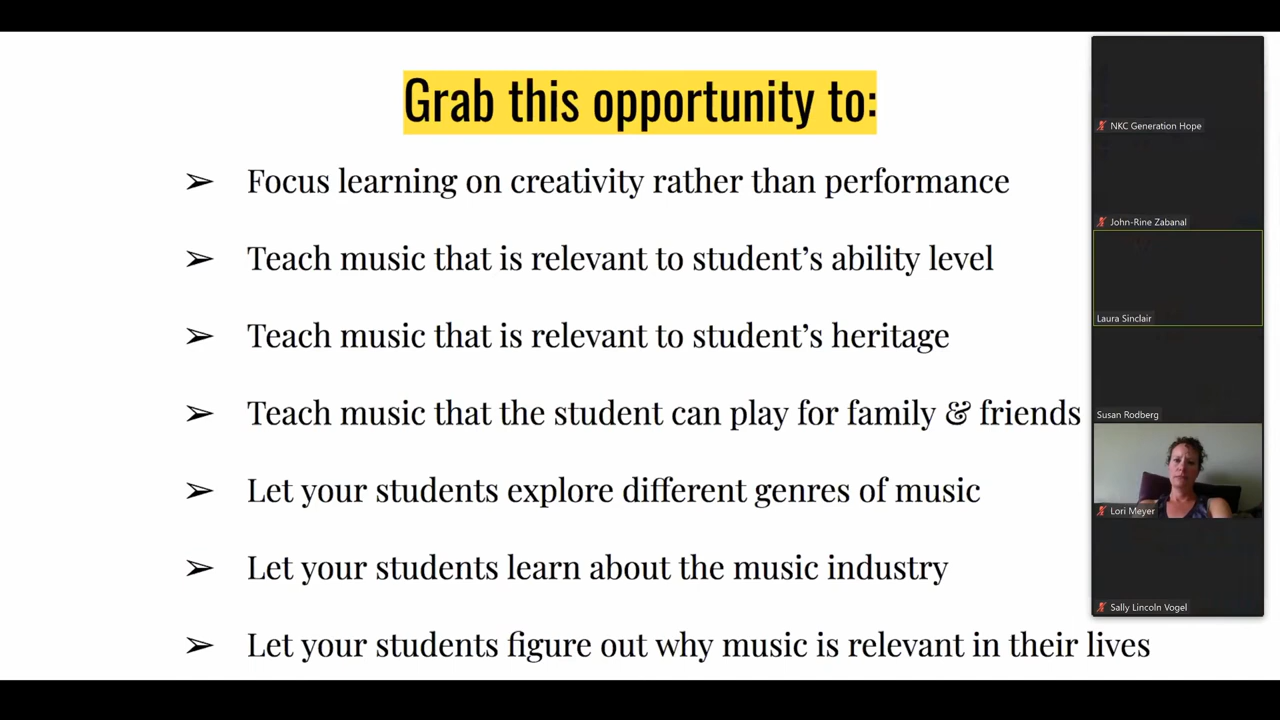 Grab this opportunity to:
➢ Focus learning on creativity rather than performance
➢ Teach music that is relevant to student’s ability level
➢ Teach music that is relevant to student’s heritage
➢ Teach music that the student can play for family & friends
➢ Let your students explore different genres of music
➢ Let your students learn about the music industry
➢ Let your students figure out why music is relevant in their lives
NKC Generation Hope
John-Rine Zabanal
Laura Sinclair
Susan Rodberg
Lori Meyer
Sally Lincoln Vogel